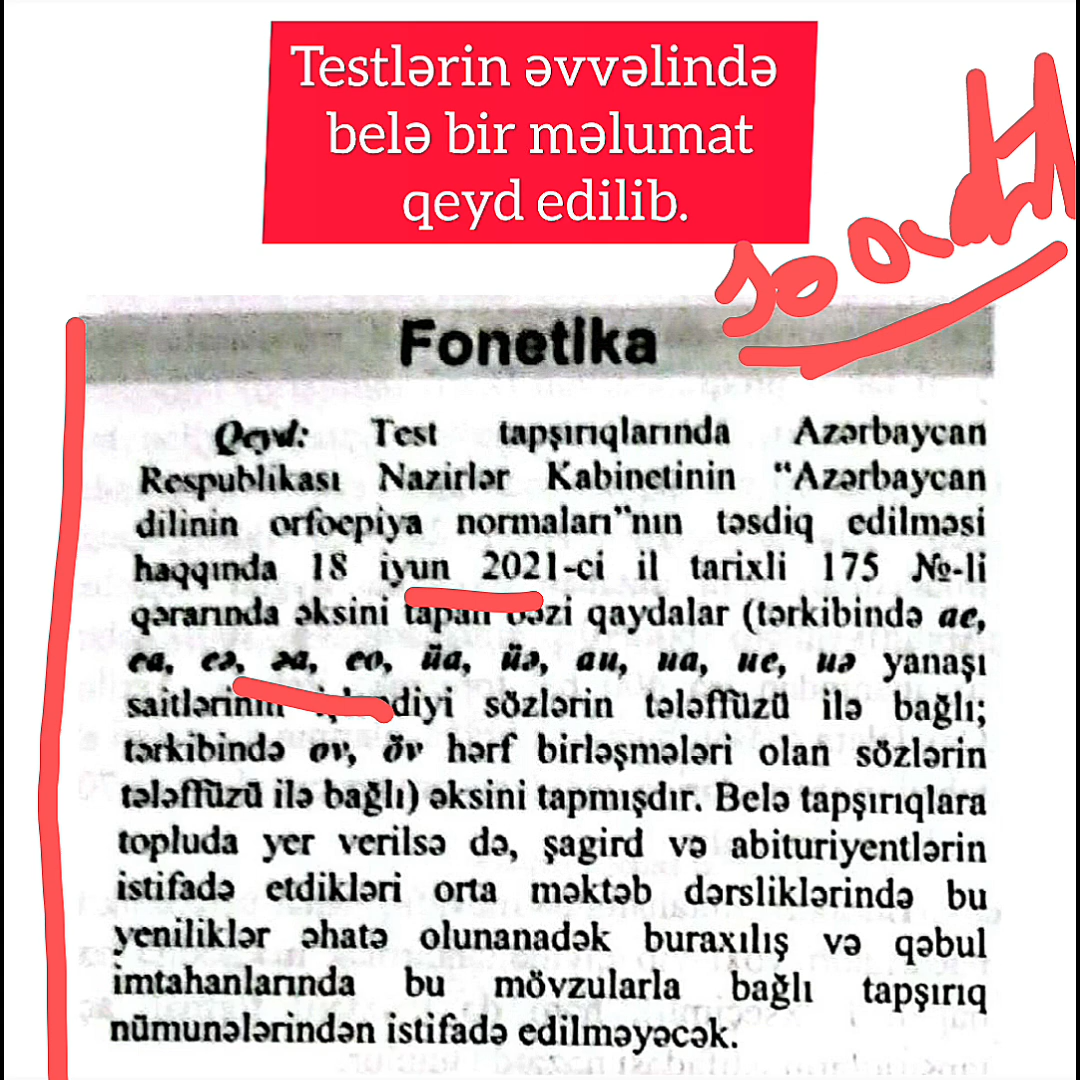 Testlərin əvvəlində
belə bir məlumat
qeyd edilib.
Fonetika
Qeyd: Test tapşırıqlarında Azərbaycan
Respublikası Nazirlər Kabinetinin “Azərbaycan
dilinin orfoepiya normaları”nın təsdiq edilməsi
haqqında 18 iyun 2021-ci il tarixli 175 №-li
qərarında əksini tapan bəzi qaydalar (tərkibində ae,
ea, eə, əa, eo, üa, üə, au, ua, ue, uə yanaşı
saitlərinin işləndiyi sözlərin tələffüzü ilə bağlı;
tərkibində ov, öv hərf birləşmələri olan sözlərin
tələffüzü ilə bağlı) əksini tapmışdır. Belə tapşırıqlara
topluda yer verilsə də, şagird və abituriyentlərin
istifadə etdikləri orta məktəb dərsliklərində bu
yeniliklər əhatə olunanadək buraxılış və qəbul
imtahanlarında bu mövzularla bağlı tapşırıq
nümunələrindən istifadə edilməyəcək.